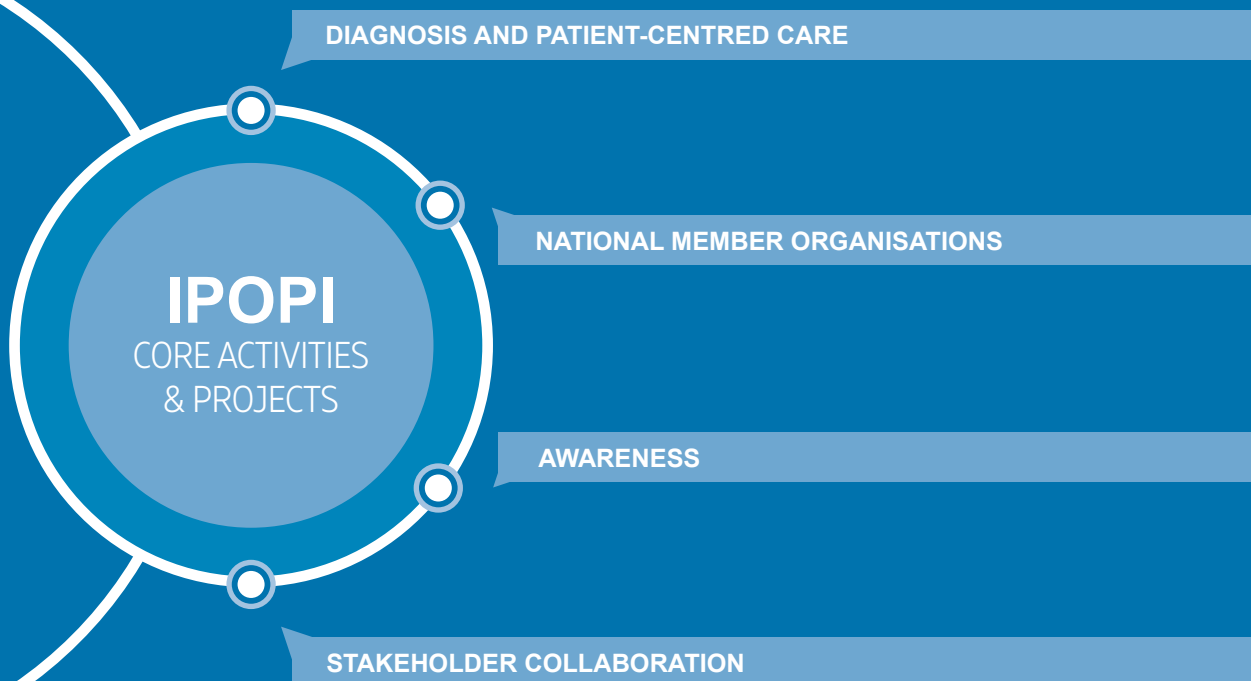 DIAGNOSIS AND PATIENT-CENTRED CARE
NATIONAL MEMBER ORGANISATIONS
IPOPI
CORE ACTIVITIES
& PROJECTS
AWARENESS
STAKEHOLDER COLLABORATION